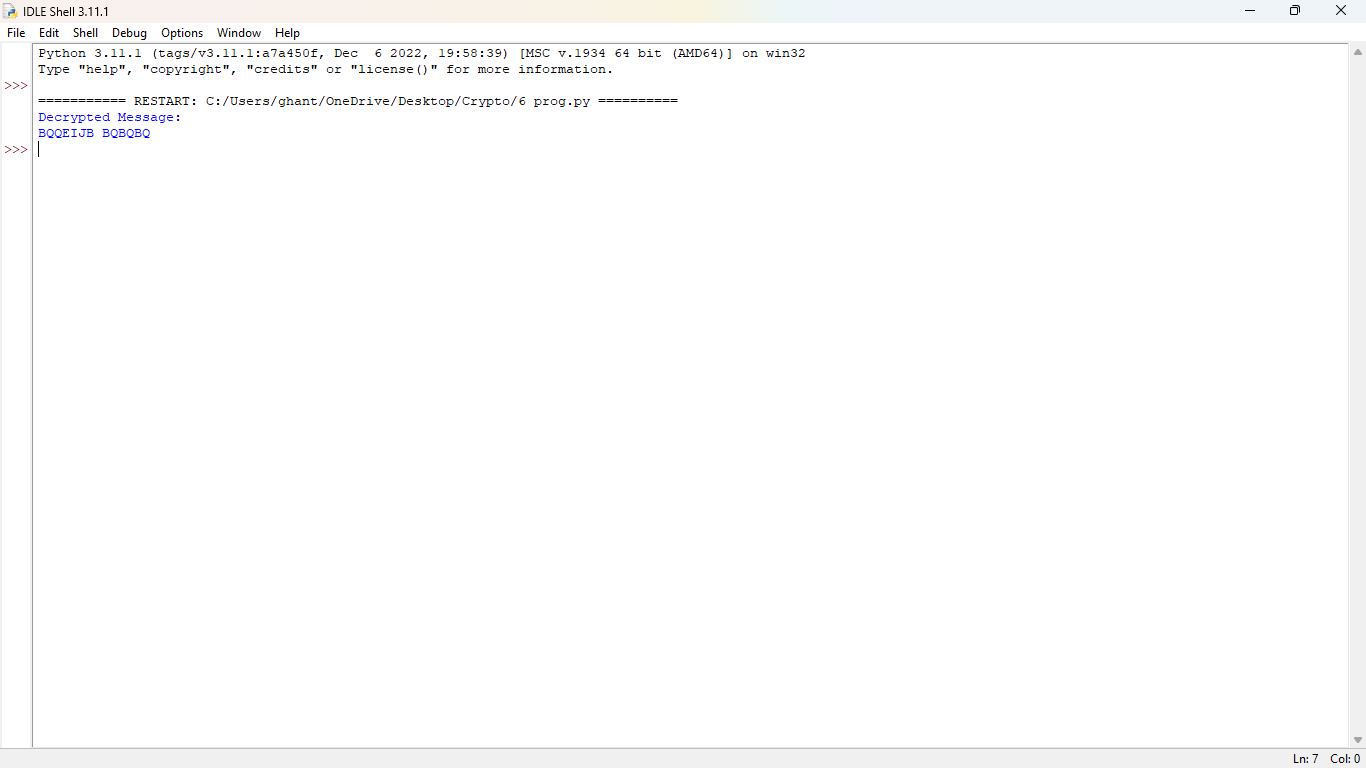 IDLE Shell 3.11.1
File Edit Shell Debug Options Window Help
Python 3.11.1 (tags/v3.11.1:a7a450f, Dec  6 2022, 19:58:39) [MSC v.1934 64 bit (AMD64)] on win32
Type "help", "copyright", "credits" or "license()" for more information.
>>>
=========== RESTART: C:/Users/ghant/OneDrive/Desktop/Crypto/6 prog.py ==========
Decrypted Message:
BQQEIJB BQBQBQ
>>>
Ln: 7 Col: 0